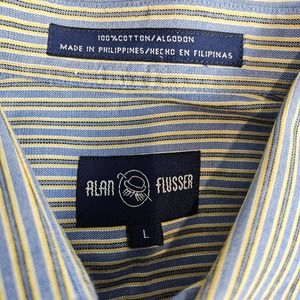 100% COTTON/ALGODON
MADE IN PHILIPPINES/HECHO EN FILIPINAS
ALAN FLUSSER
L